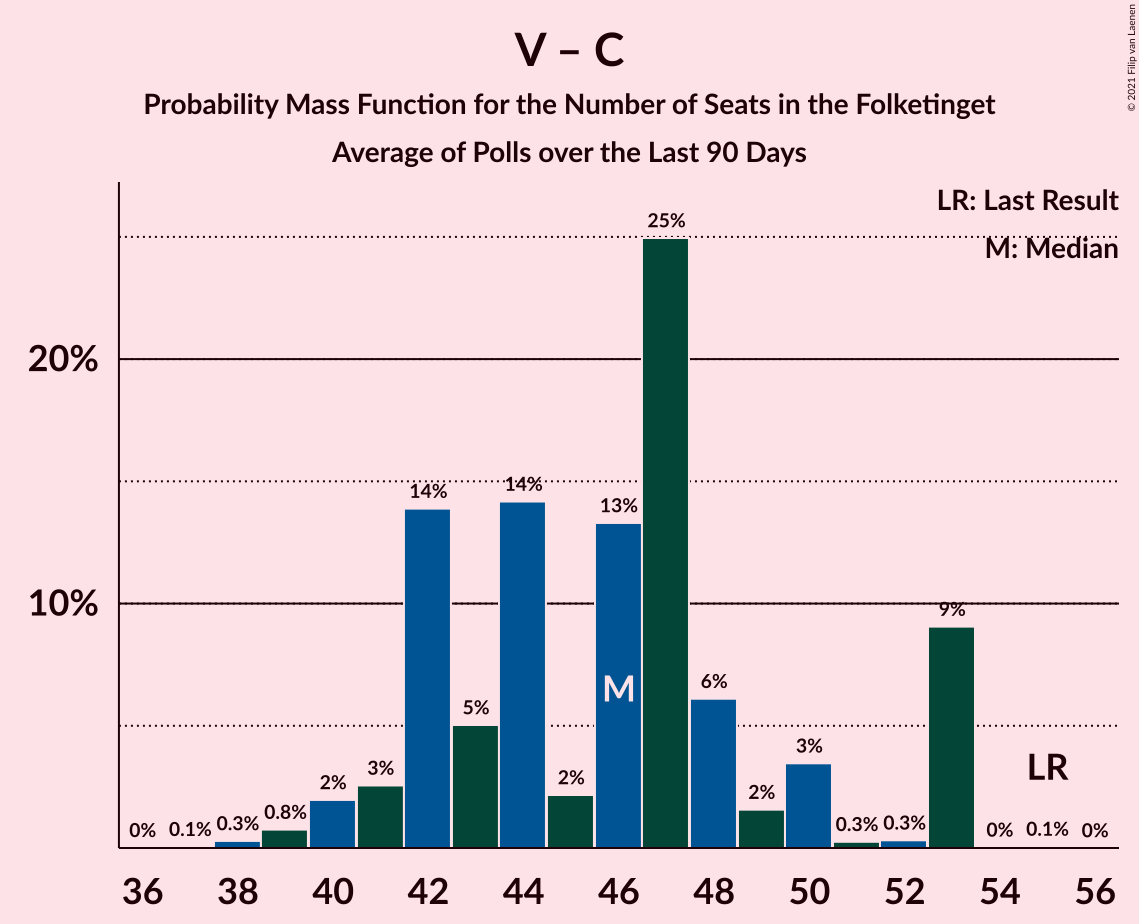 V – C
Probability Mass Function for the Number of Seats in the Folketinget
Average of Polls over the Last 90 Days
© 2021 Filip van Laenen
LR: Last Result
M: Median
20%
10%
0%
0.1%
0.3%
0.8%
2%
3%
14%
5%
14%
2%
13%
25%
6%
2%
3%
0.3%
0.3%
9%
0%
0.1%
0%
M
LR
36 38 40 42 44 46 48 50 52 54 56